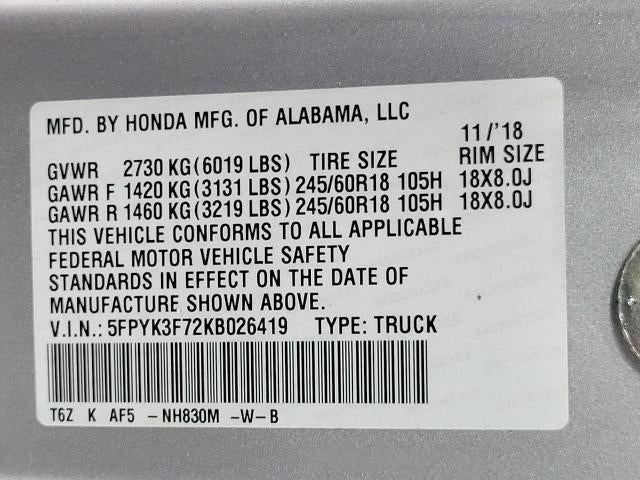 MFD. BY HONDA MFG. OF ALABAMA, LLC 11/'18
GVWR 2730 KG(6019 LBS) TIRE SIZE RIM SIZE
GAWR F 1420 KG(3131 LBS) 245/60R18 105H 18X8.0J
GAWR R 1460 KG(3219 LBS) 245/60R18 105H 18X8.0J
THIS VEHICLE CONFORMS TO ALL APPLICABLE
FEDERAL MOTOR VEHICLE SAFETY
STANDARDS IN EFFECT ON THE DATE OF
MANUFACTURE SHOWN ABOVE.
V.I.N.: 5FPYK3F72KB026419 TYPE: TRUCK
T6Z K AF5 -NH830M -W-B